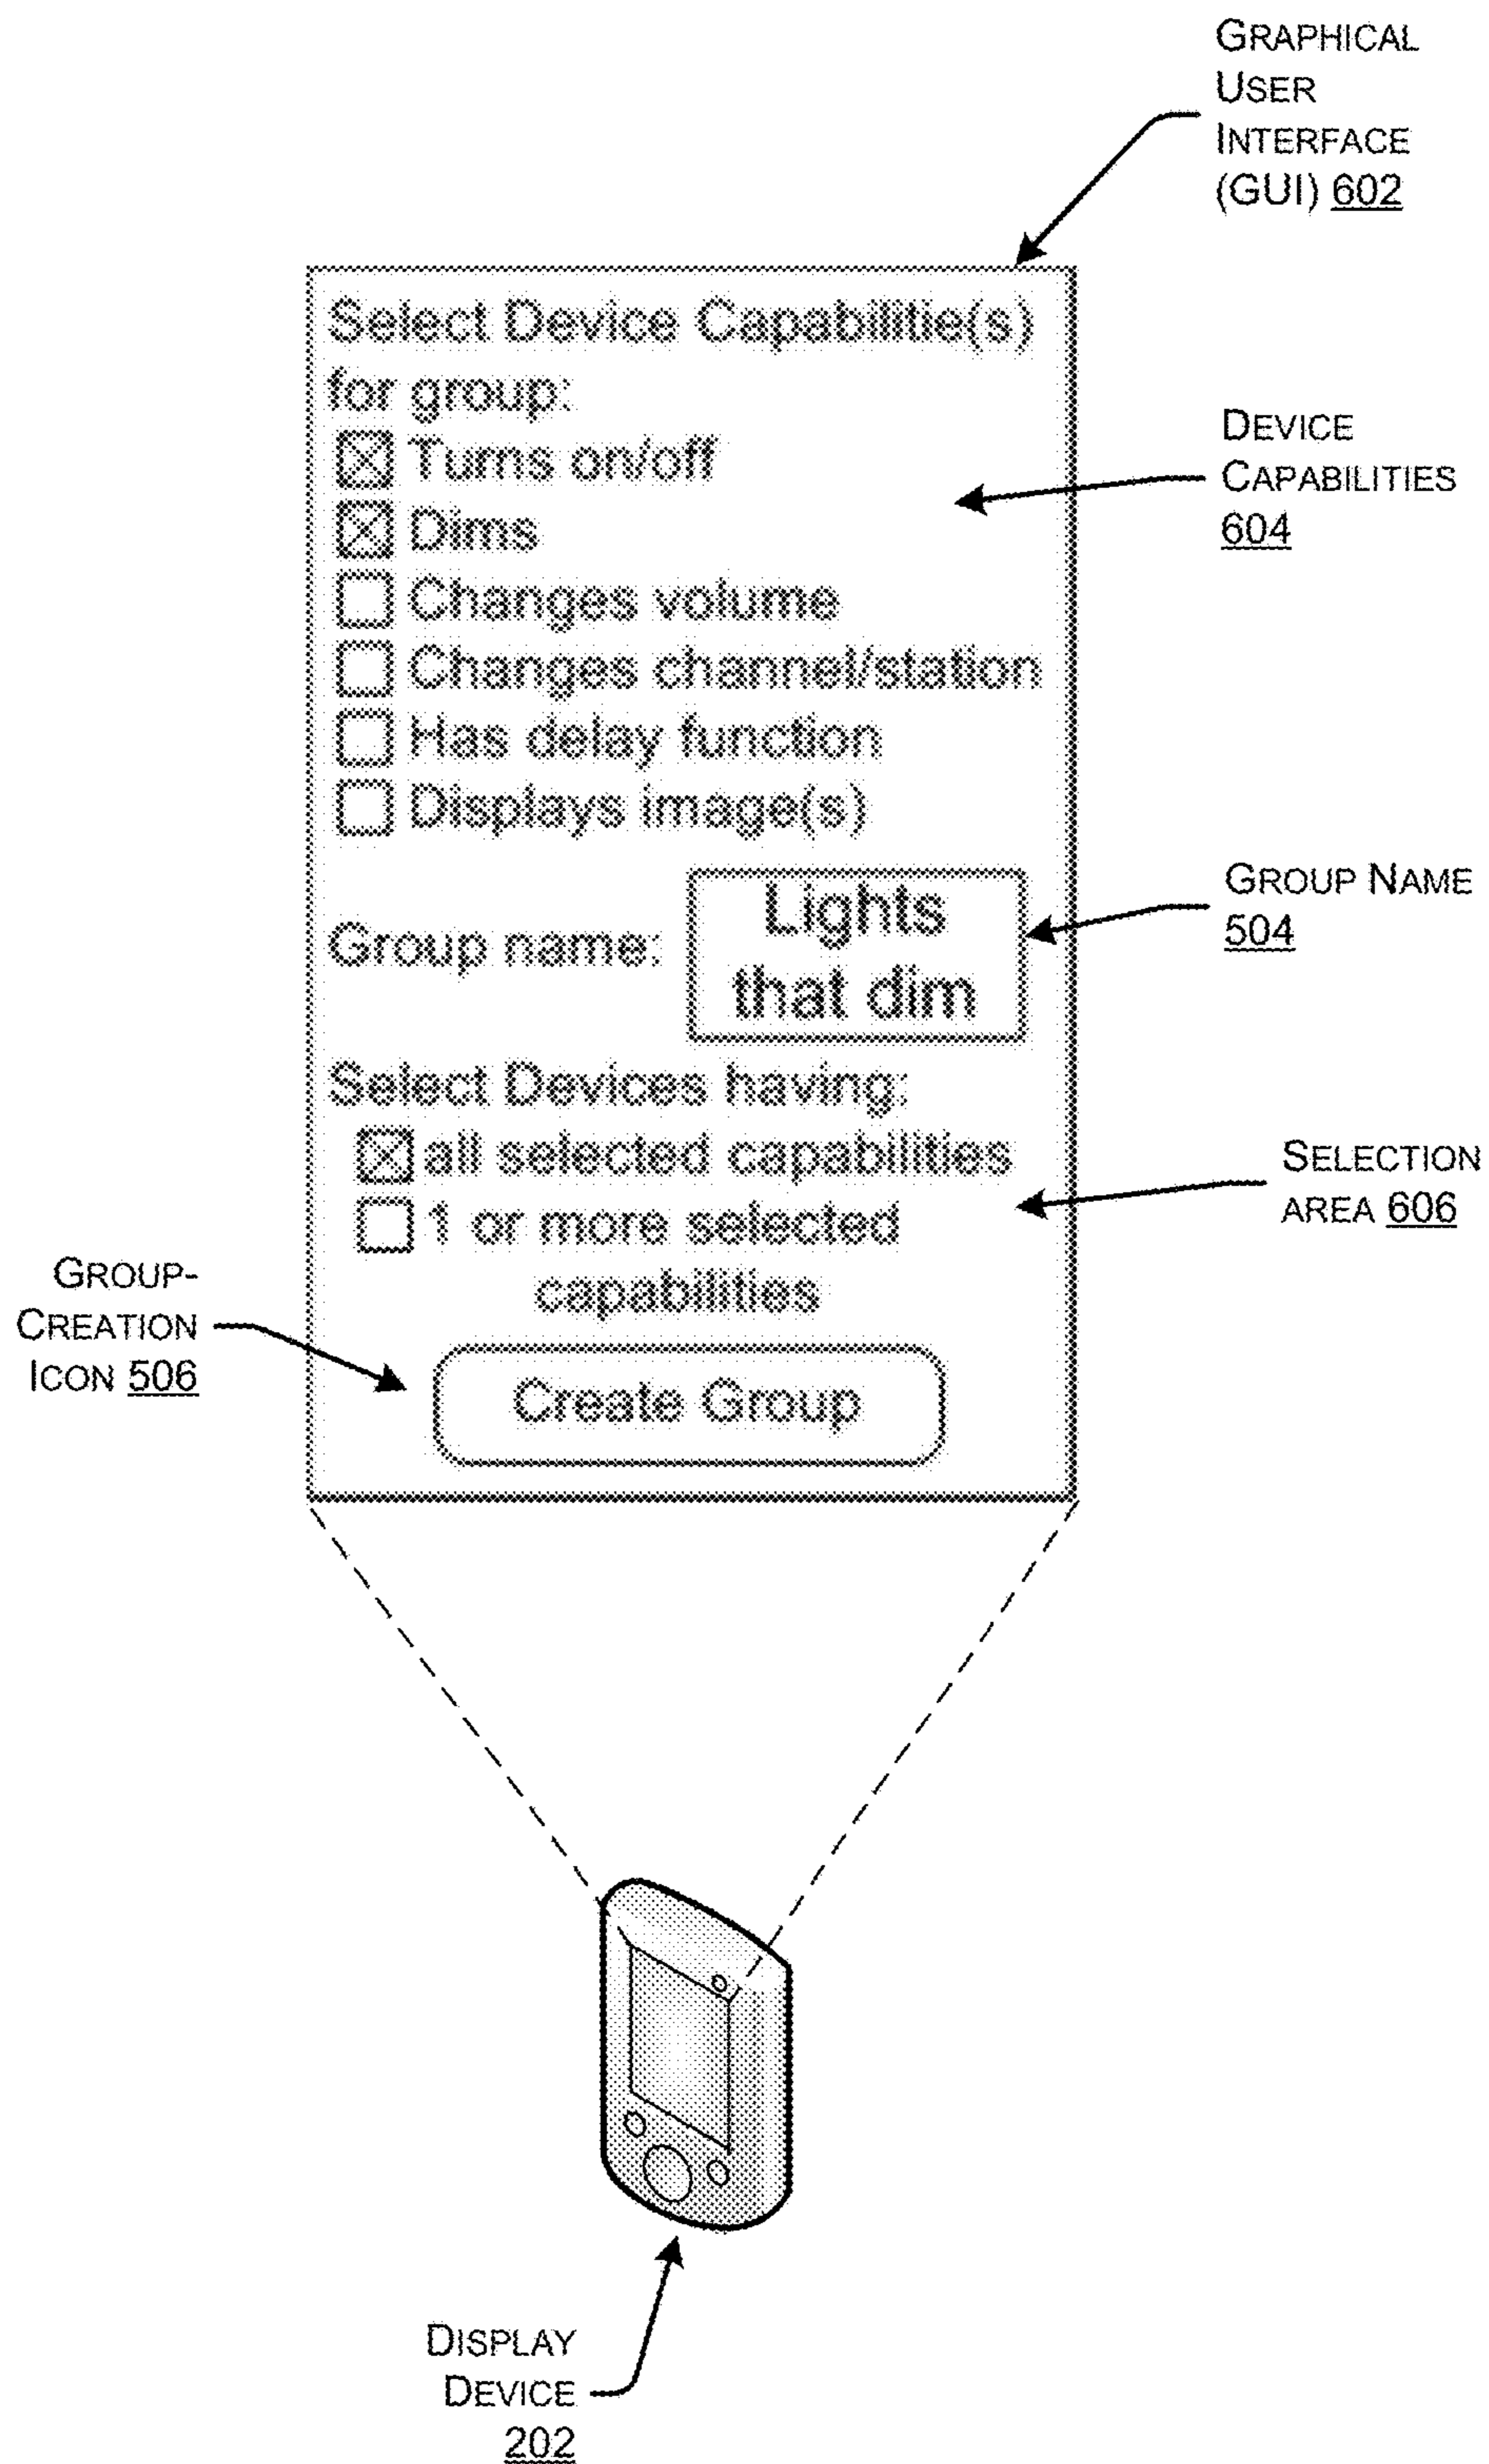 GRAPHICAL
USER
INTERFACE
(GUI) 602
Select Device Capabilitie(s)
for group:
Turns on/off
Dims
Changes volume
Changes channel/station
Has delay function
Displays image(s)
DEVICE
CAPABILITIES
604
Group name:
Lights
that dim
GROUP NAME
504
Select Devices having:
all selected capabilities
1 or more selected
capabilities
SELECTION
AREA 606
GROUP-
CREATION
ICON 506
Create Group
DISPLAY
DEVICE
202